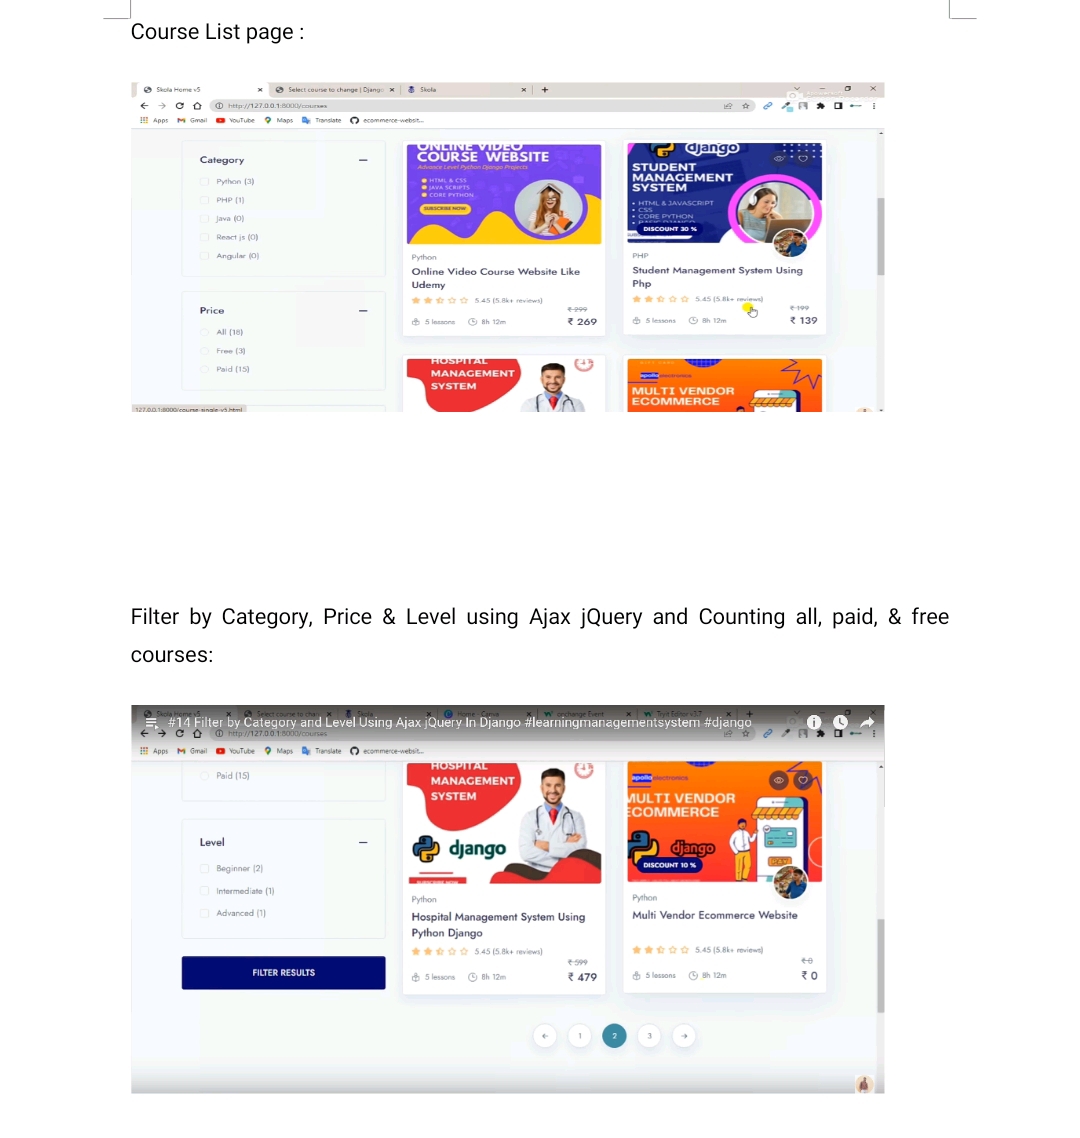 Course List page :
Skola Home v5
Select course to change | Django
Skola
http://127.0.0.1:8000/courses
Apps Gmail YouTube Maps Translate ecommerce-websit...
Category
Python (3)
PHP (1)
Java (0)
React js (0)
Angular (0)
Price
All (18)
Free (3)
Paid (15)
127.0.0.1:8000/course-single-v5.html
ONLINE VIDEO
COURSE WEBSITE
Advance Level Python Django Projects
HTML & CSS
JAVA SCRIPTS
CORE PYTHON
SUBSCRIBE NOW
Python
Online Video Course Website Like
Udemy
5.45 (5.8k+ reviews)
₹ 299
5 lessons 8h 12m ₹ 269
django
STUDENT
MANAGEMENT
SYSTEM
• HTML & JAVASCRIPT
• CSS
• CORE PYTHON
DISCOUNT 30 %
PHP
Student Management System Using
Php
5.45 (5.8k+ reviews)
₹ 199
5 lessons 8h 12m ₹ 139
HOSPITAL
MANAGEMENT
SYSTEM
apollo electronics
MULTI VENDOR
ECOMMERCE
Filter by Category, Price & Level using Ajax jQuery and Counting all, paid, & free
courses:
#14 Filter by Category and Level Using Ajax jQuery In Django #learningmanagementsystem #django
http://127.0.0.1:8000/courses
Apps Gmail YouTube Maps Translate ecommerce-websit...
Paid (15)
Level
Beginner (2)
Intermediate (1)
Advanced (1)
FILTER RESULTS
HOSPITAL
MANAGEMENT
SYSTEM
django
Python
Hospital Management System Using
Python Django
5.45 (5.8k+ reviews)
₹ 599
5 lessons 8h 12m ₹ 479
apollo electronics
MULTI VENDOR
ECOMMERCE
django
DISCOUNT 10 %
Python
Multi Vendor Ecommerce Website
5.45 (5.8k+ reviews)
₹ 0
5 lessons 8h 12m ₹ 0
1 2 3